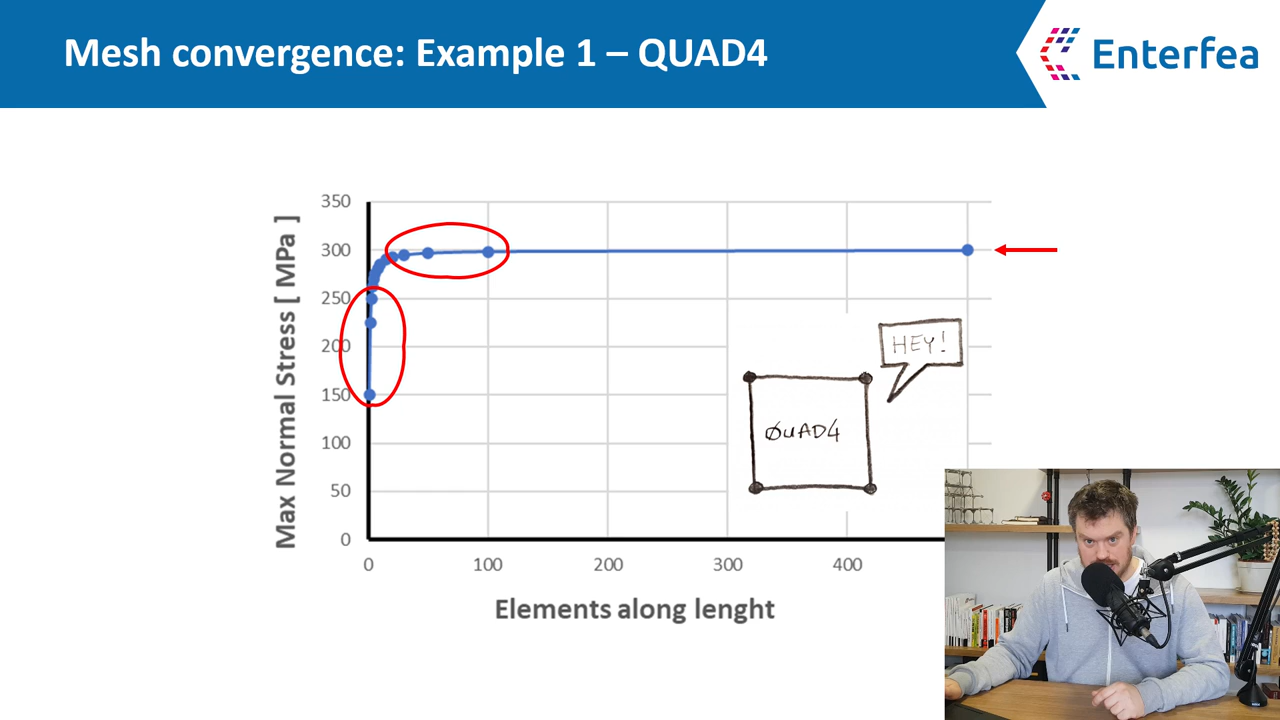 Mesh convergence: Example 1 – QUAD4
Enterfea
Max Normal Stress [ MPa ]
350
300
250
200
150
100
50
0
0 100 200 300 400
Elements along lenght
HEY!
QUAD4